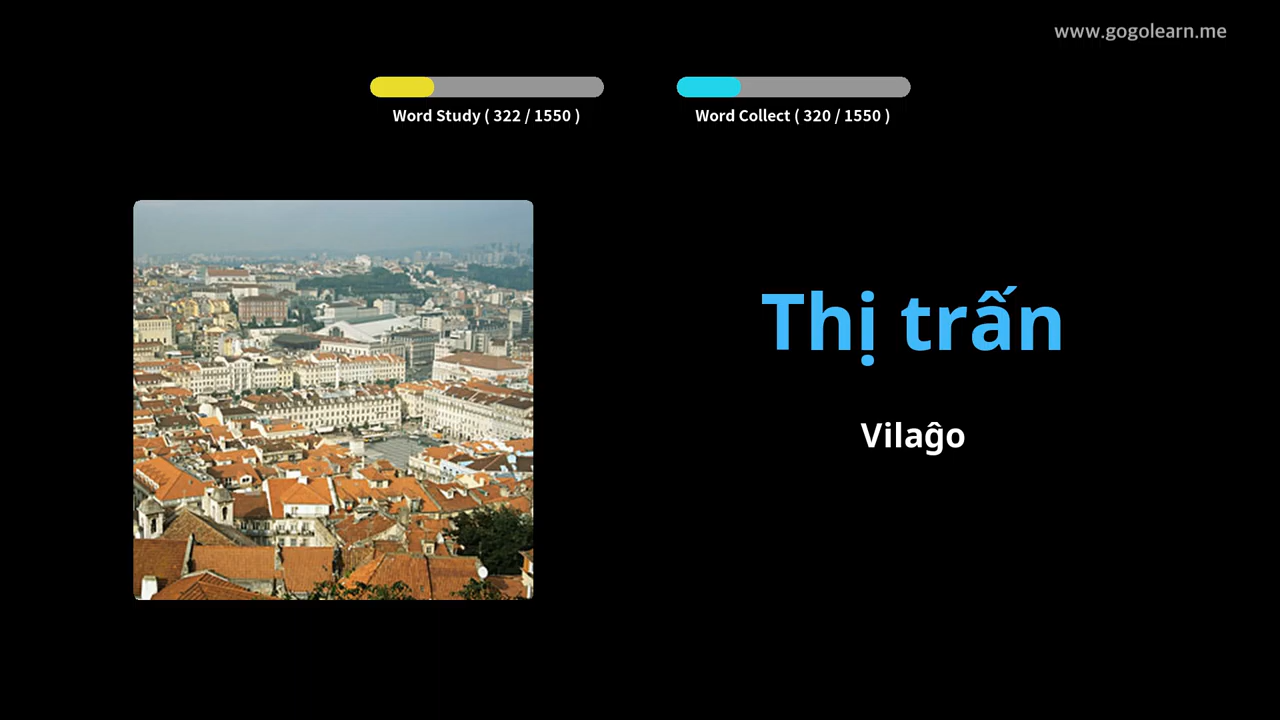 www.gogolearn.me
Word Study ( 322 / 1550 )
Word Collect ( 320 / 1550 )
Thị trấn
Vilaĝo